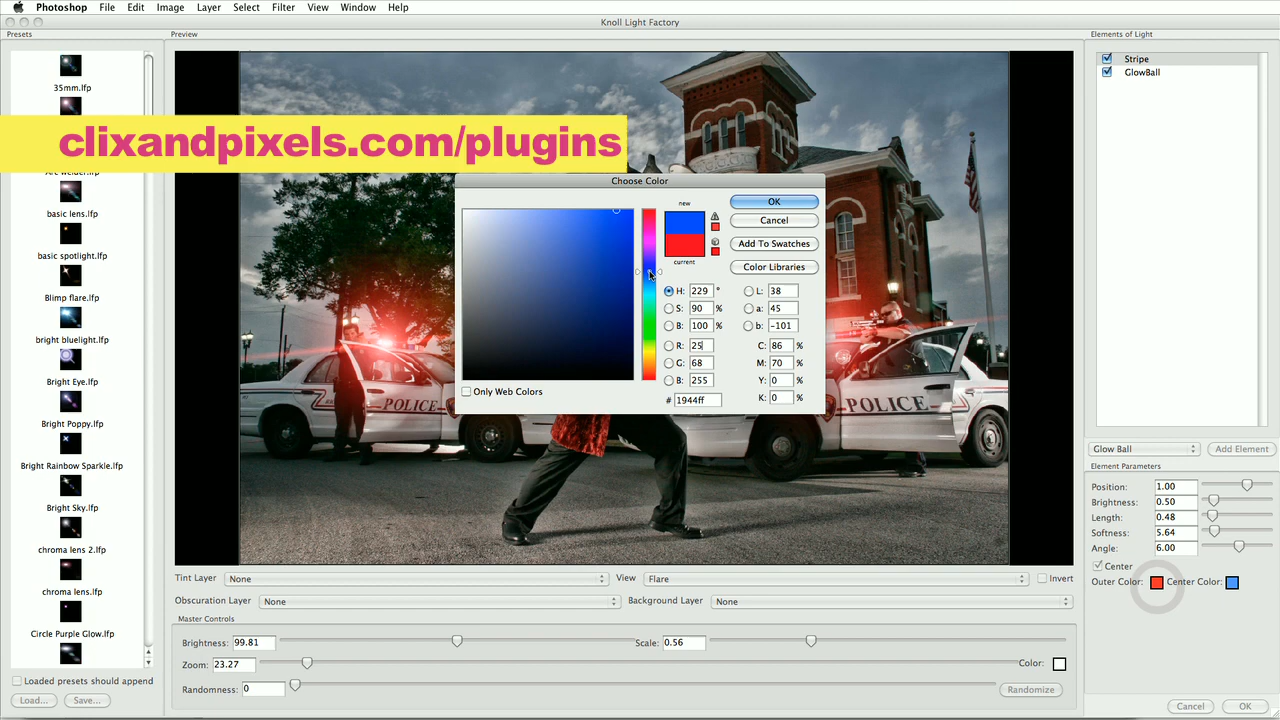 Photoshop File Edit Image Layer Select Filter View Window Help
Knoll Light Factory
Presets
Preview
Elements of Light
35mm.lfp
basic lens.lfp
basic spotlight.lfp
Blimp flare.lfp
bright bluelight.lfp
Bright Eye.lfp
Bright Poppy.lfp
Bright Rainbow Sparkle.lfp
Bright Sky.lfp
chroma lens 2.lfp
chroma lens.lfp
Circle Purple Glow.lfp
Loaded presets should append
Load... Save...
clixandpixels.com/plugins
POLICE
POLICE
Choose Color
new
current
OK
Cancel
Add To Swatches
Color Libraries
H: 229 °
S: 90 %
B: 100 %
R: 25
G: 68
B: 255
# 1944ff
L: 38
a: 45
b: -101
C: 86 %
M: 70 %
Y: 0 %
K: 0 %
Only Web Colors
Tint Layer None View Flare Invert
Obscuration Layer None Background Layer None
Master Controls
Brightness: 99.81 Scale: 0.56
Zoom: 23.27 Color:
Randomness: 0 Randomize
Stripe
GlowBall
Glow Ball Add Element
Element Parameters
Position: 1.00
Brightness: 0.50
Length: 0.48
Softness: 5.64
Angle: 6.00
Center
Outer Color: Center Color:
Cancel OK